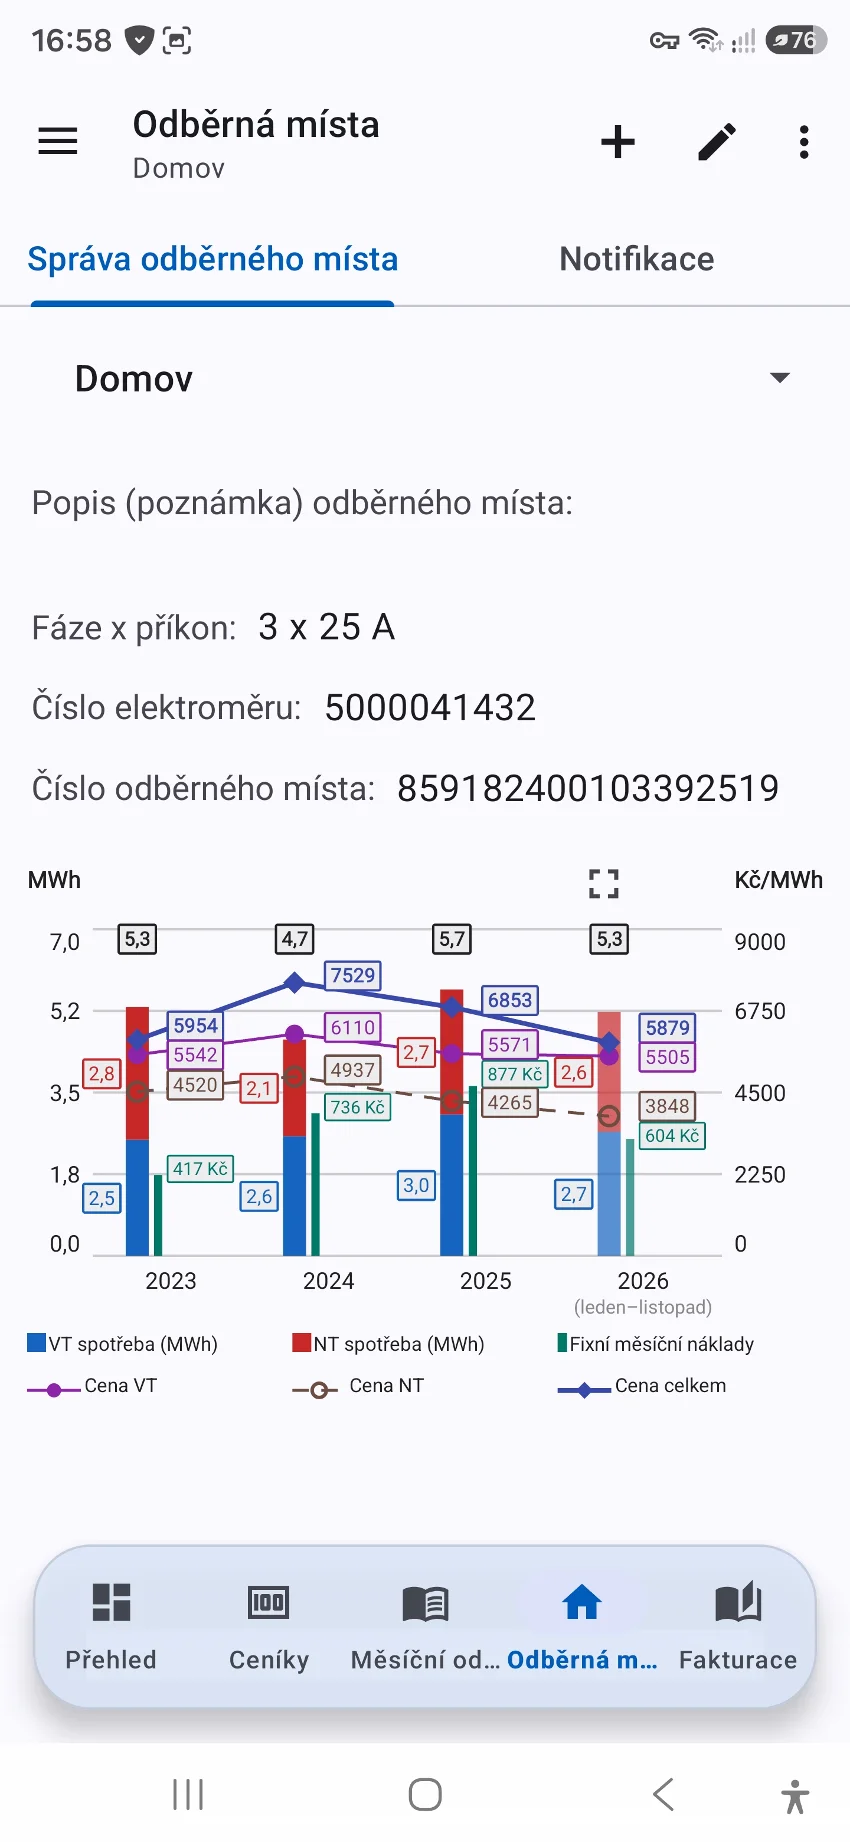 16:58
76
Odběrná místa
Domov
Správa odběrného místa
Notifikace
Domov
Popis (poznámka) odběrného místa:
Fáze x příkon: 3 x 25 A
Číslo elektroměru: 5000041432
Číslo odběrného místa: 859182400103392519
MWh
Kč/MWh
7,0 5,3 4,7 5,7 5,3 9000
7529
5,2 5954 6110 6853 5879 6750
5542 5571 5505
2,8 4520 2,1 4937 2,7 877 Kč 2,6
3,5 736 Kč 4265 3848 4500
604 Kč
1,8 417 Kč 2250
2,5 2,6 3,0 2,7
0,0 0
2023 2024 2025 2026
(leden–listopad)
VT spotřeba (MWh) NT spotřeba (MWh) Fixní měsíční náklady
Cena VT Cena NT Cena celkem
100
Přehled Ceníky Měsíční od... Odběrná m... Fakturace